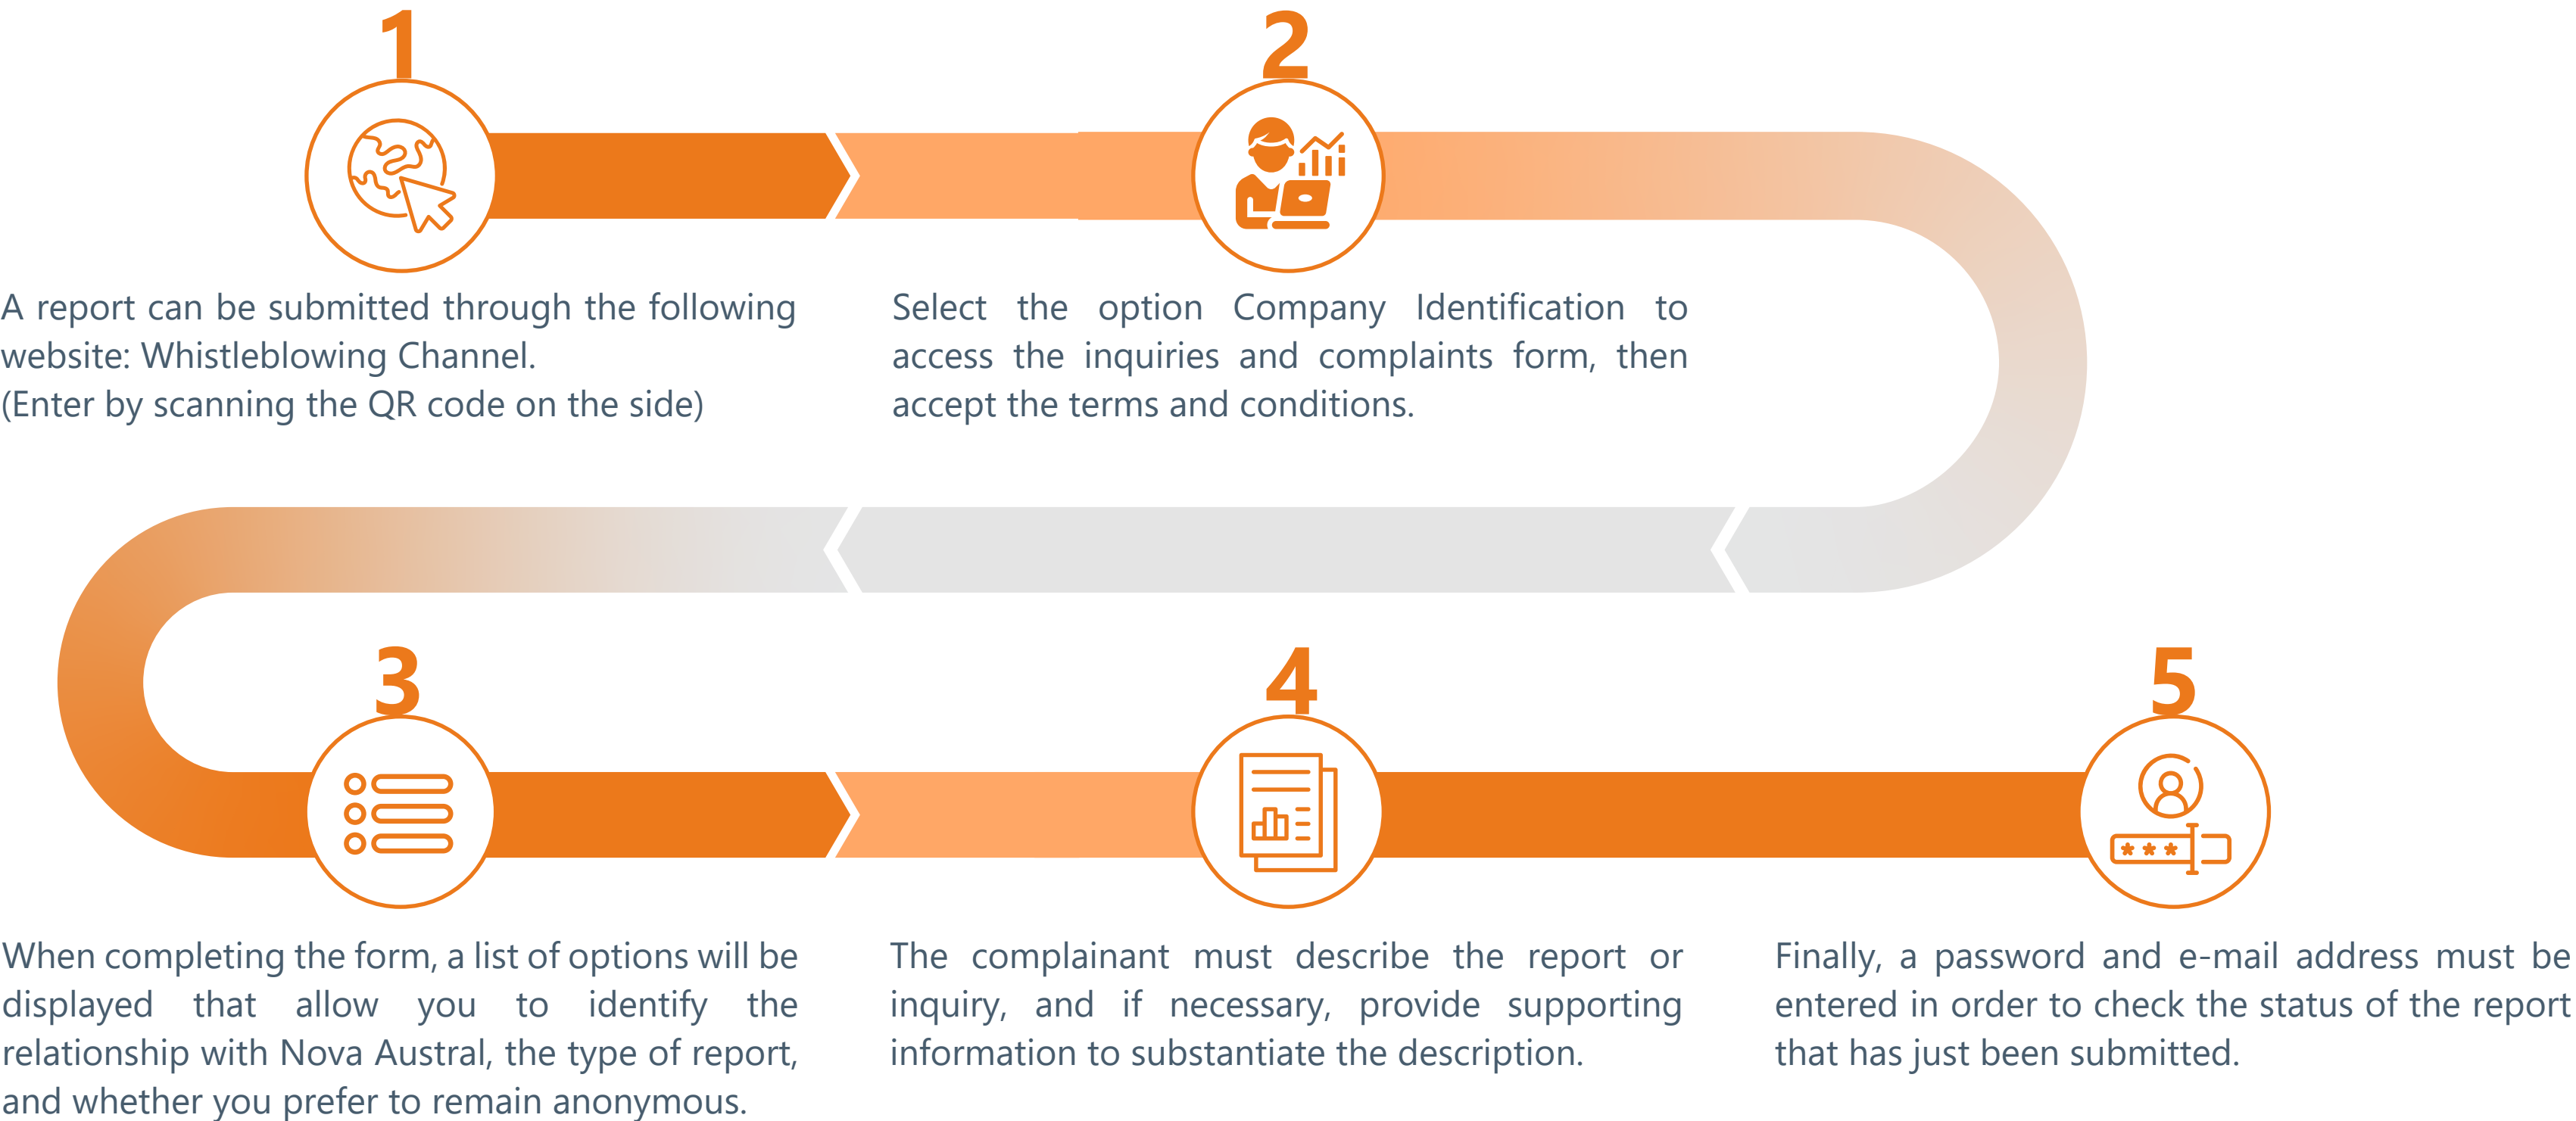 1
2
A report can be submitted through the following
website: Whistleblowing Channel.
(Enter by scanning the QR code on the side)
Select the option Company Identification to
access the inquiries and complaints form, then
accept the terms and conditions.
3
4
5
***
When completing the form, a list of options will be
displayed that allow you to identify the
relationship with Nova Austral, the type of report,
and whether you prefer to remain anonymous.
The complainant must describe the report or
inquiry, and if necessary, provide supporting
information to substantiate the description.
Finally, a password and e-mail address must be
entered in order to check the status of the report
that has just been submitted.